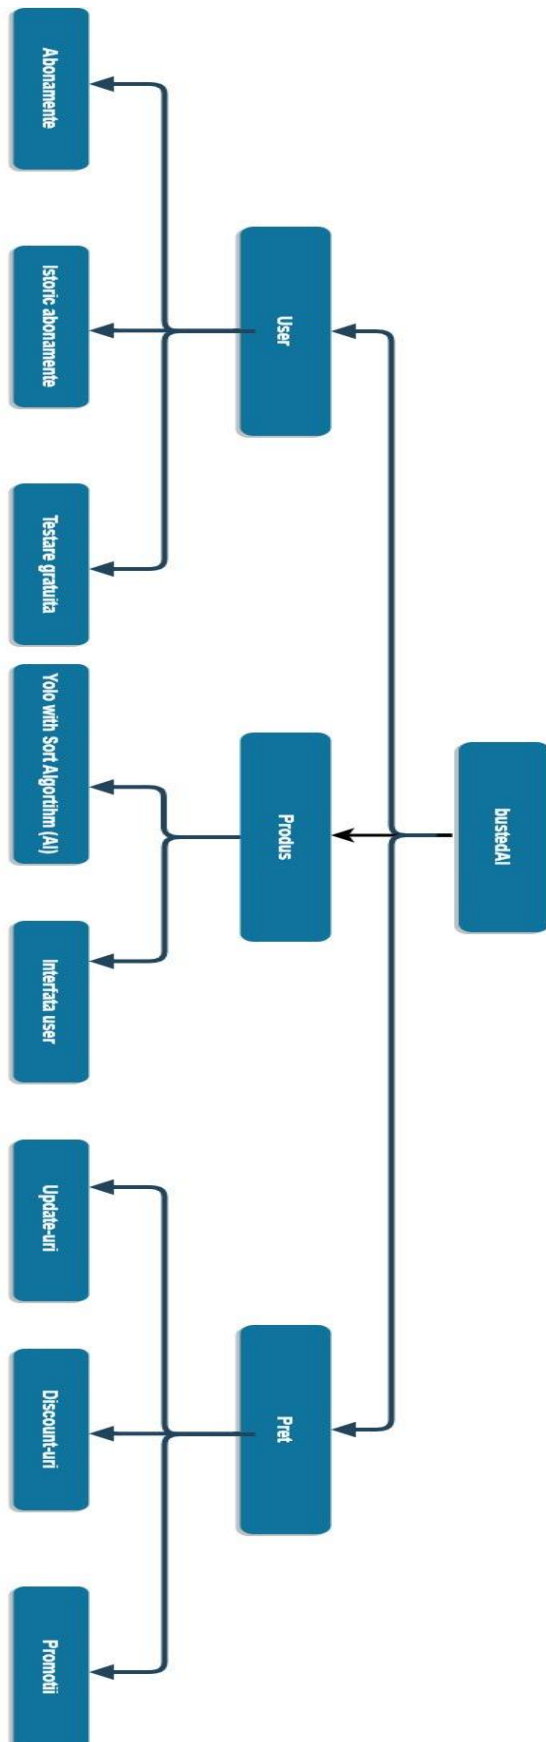 bustedAI
User
Produs
Pret
Abonamente
Istoric abonamente
Testare gratuita
Yolo with Sort Algortihm (AI)
Interfata user
Update-uri
Discount-uri
Promotii